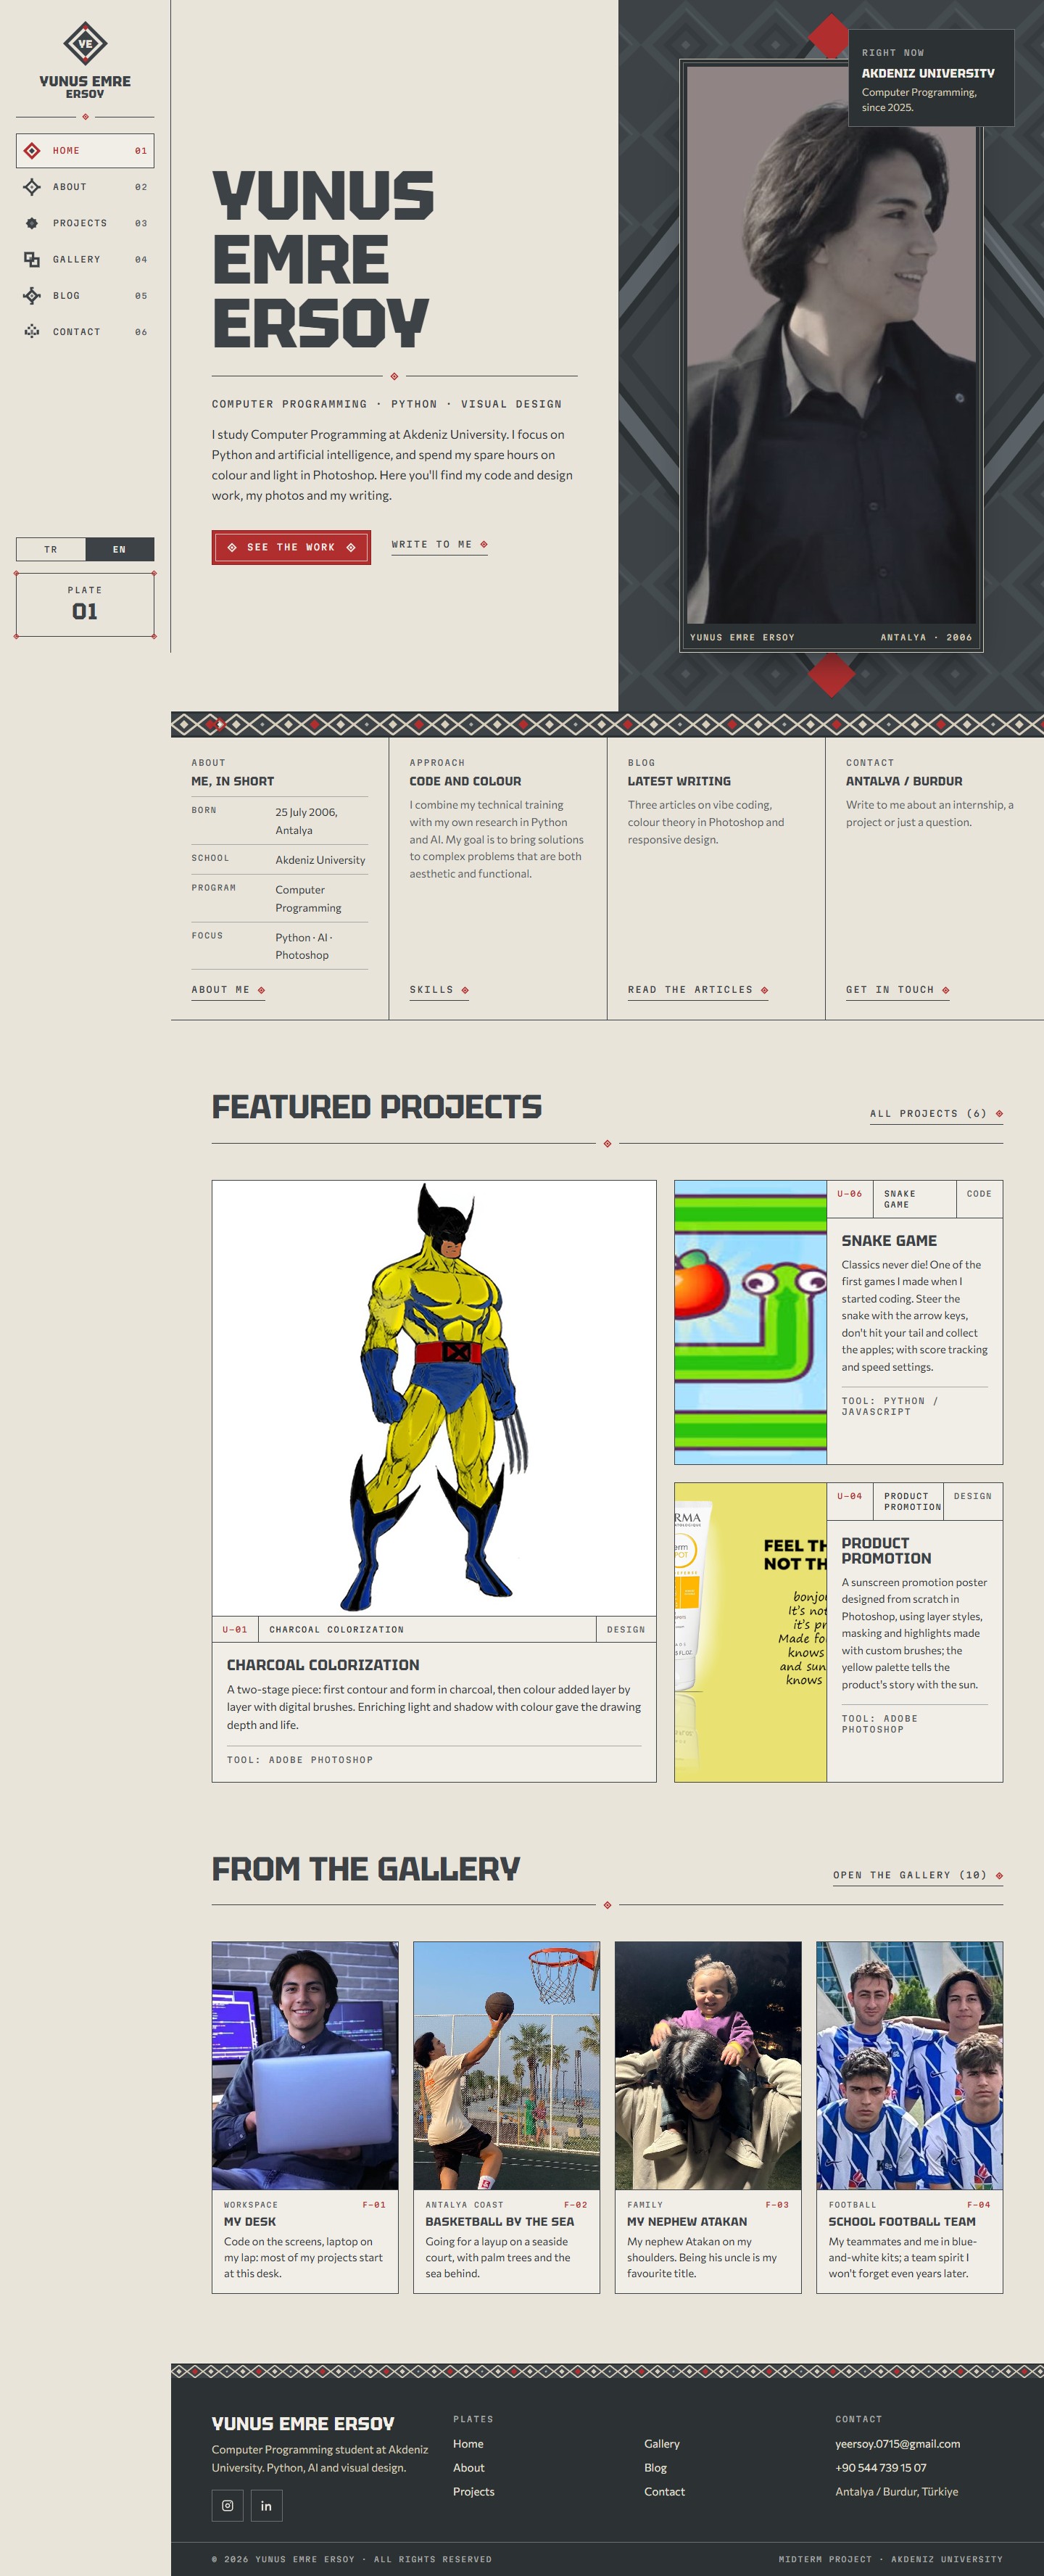 VE
YUNUS EMRE
ERSOY
HOME 01
ABOUT 02
PROJECTS 03
GALLERY 04
BLOG 05
CONTACT 06
TR EN
PLATE
01
YUNUS
EMRE
ERSOY
COMPUTER PROGRAMMING · PYTHON · VISUAL DESIGN
I study Computer Programming at Akdeniz University. I focus on
Python and artificial intelligence, and spend my spare hours on
colour and light in Photoshop. Here you'll find my code and design
work, my photos and my writing.
SEE THE WORK
WRITE TO ME
RIGHT NOW
AKDENIZ UNIVERSITY
Computer Programming,
since 2025.
YUNUS EMRE ERSOY ANTALYA · 2006
ABOUT
ME, IN SHORT
BORN 25 July 2006,
Antalya
SCHOOL Akdeniz University
PROGRAM Computer
Programming
FOCUS Python · AI ·
Photoshop
ABOUT ME
APPROACH
CODE AND COLOUR
I combine my technical training
with my own research in Python
and AI. My goal is to bring solutions
to complex problems that are both
aesthetic and functional.
SKILLS
BLOG
LATEST WRITING
Three articles on vibe coding,
colour theory in Photoshop and
responsive design.
READ THE ARTICLES
CONTACT
ANTALYA / BURDUR
Write to me about an internship, a
project or just a question.
GET IN TOUCH
FEATURED PROJECTS
ALL PROJECTS (6)
U-01 CHARCOAL COLORIZATION DESIGN
CHARCOAL COLORIZATION
A two-stage piece: first contour and form in charcoal, then colour added layer by
layer with digital brushes. Enriching light and shadow with colour gave the drawing
depth and life.
TOOL: ADOBE PHOTOSHOP
U-06 SNAKE
GAME CODE
SNAKE GAME
Classics never die! One of the
first games I made when I
started coding. Steer the
snake with the arrow keys,
don't hit your tail and collect
the apples; with score tracking
and speed settings.
TOOL: PYTHON /
JAVASCRIPT
RMA
erm
POT
FEEL TH
NOT TH
bonjo
It's not
it's pr
Made fo
knows
and sun
knows
U-04 PRODUCT
PROMOTION DESIGN
PRODUCT
PROMOTION
A sunscreen promotion poster
designed from scratch in
Photoshop, using layer styles,
masking and highlights made
with custom brushes; the
yellow palette tells the
product's story with the sun.
TOOL: ADOBE
PHOTOSHOP
FROM THE GALLERY
OPEN THE GALLERY (10)
WORKSPACE F-01
MY DESK
Code on the screens, laptop on
my lap: most of my projects start
at this desk.
ANTALYA COAST F-02
BASKETBALL BY THE SEA
Going for a layup on a seaside
court, with palm trees and the
sea behind.
FAMILY F-03
MY NEPHEW ATAKAN
My nephew Atakan on my
shoulders. Being his uncle is my
favourite title.
FOOTBALL F-04
SCHOOL FOOTBALL TEAM
My teammates and me in blue-
and-white kits; a team spirit I
won't forget even years later.
YUNUS EMRE ERSOY
Computer Programming student at Akdeniz
University. Python, AI and visual design.
in
PLATES
Home
About
Projects
Gallery
Blog
Contact
CONTACT
yeersoy.0715@gmail.com
+90 544 739 15 07
Antalya / Burdur, Türkiye
© 2026 YUNUS EMRE ERSOY · ALL RIGHTS RESERVED
MIDTERM PROJECT · AKDENIZ UNIVERSITY